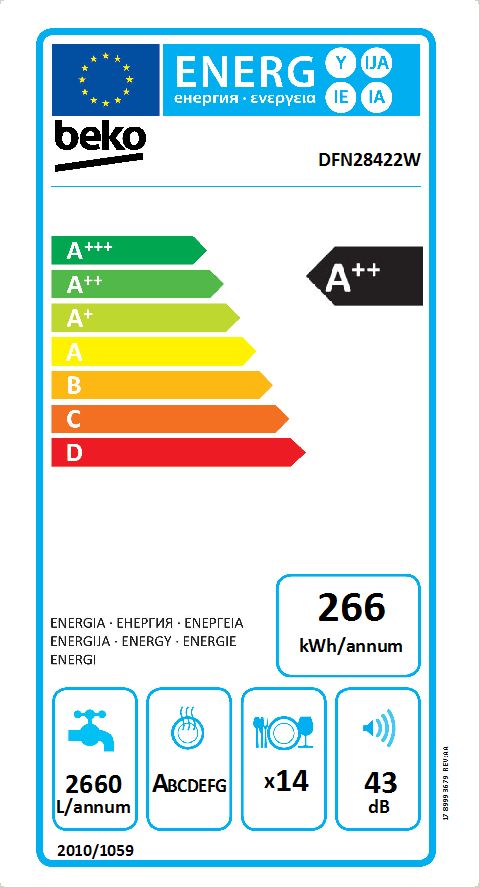 ENERG Y IJA
енергия · ενεργεια IE IA
beko
DFN28422W
A+++
A++
A++
A+
A
B
C
D
266
kWh/annum
ENERGIA · ЕНЕРГИЯ · ΕΝΕΡΓΕΙΑ
ENERGIJA · ENERGY · ENERGIE
ENERGI
2660
L/annum
ABCDEFG
x14
43
dB
2010/1059
17 8999 3679 REV:AA